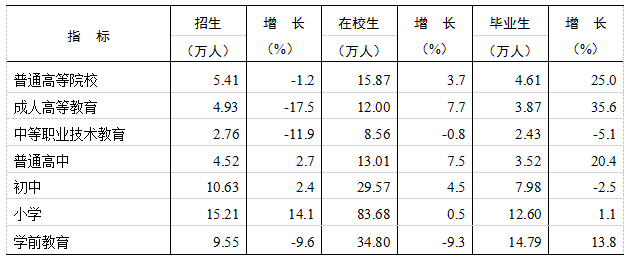 指 标 招生 增 长 在校生 增 长 毕业生 增 长
（万人） （%） （万人） （%） （万人） （%）
普通高等院校 5.41 -1.2 15.87 3.7 4.61 25.0
成人高等教育 4.93 -17.5 12.00 7.7 3.87 35.6
中等职业技术教育 2.76 -11.9 8.56 -0.8 2.43 -5.1
普通高中 4.52 2.7 13.01 7.5 3.52 20.4
初中 10.63 2.4 29.57 4.5 7.98 -2.5
小学 15.21 14.1 83.68 0.5 12.60 1.1
学前教育 9.55 -9.6 34.80 -9.3 14.79 13.8